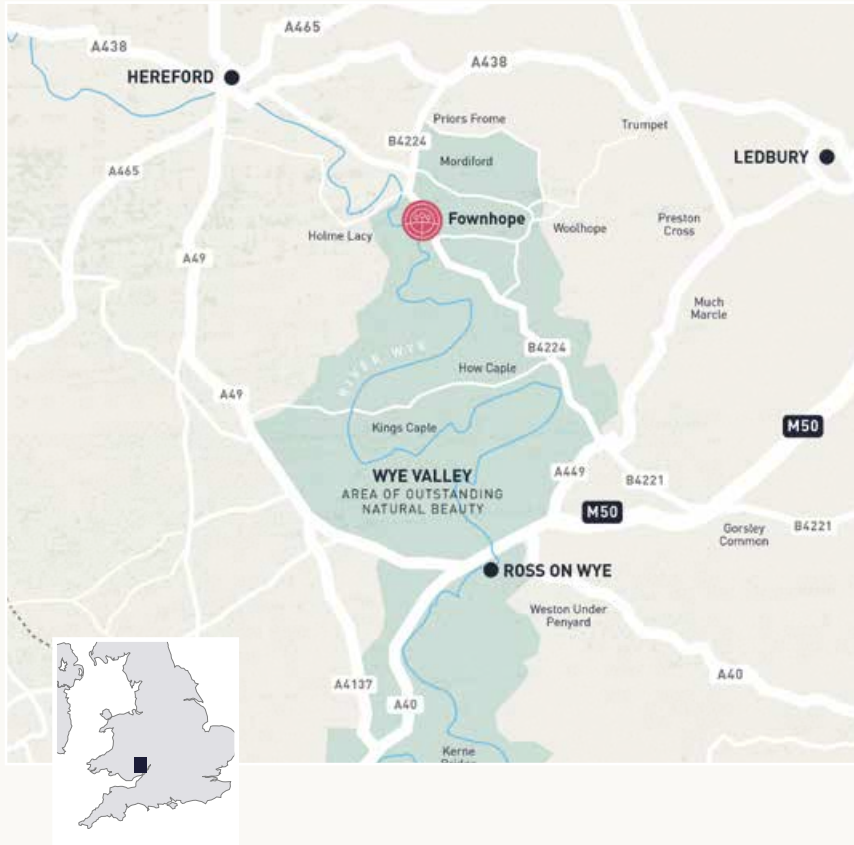 A465
A438
HEREFORD
A438
Priors Frome
Trumpet
B4224
LEDBURY
Mordiford
A465
Fownhope
Preston
Cross
Woolhope
Holme Lacy
A49
Much
Marcle
B4224
RIVER WYE
How Caple
A49
Kings Caple
M50
WYE VALLEY
AREA OF OUTSTANDING
NATURAL BEAUTY
A449
B4221
M50
Gorsley
Common
B4221
ROSS ON WYE
Weston Under
Penyard
A40
A4137
A40
Kerne